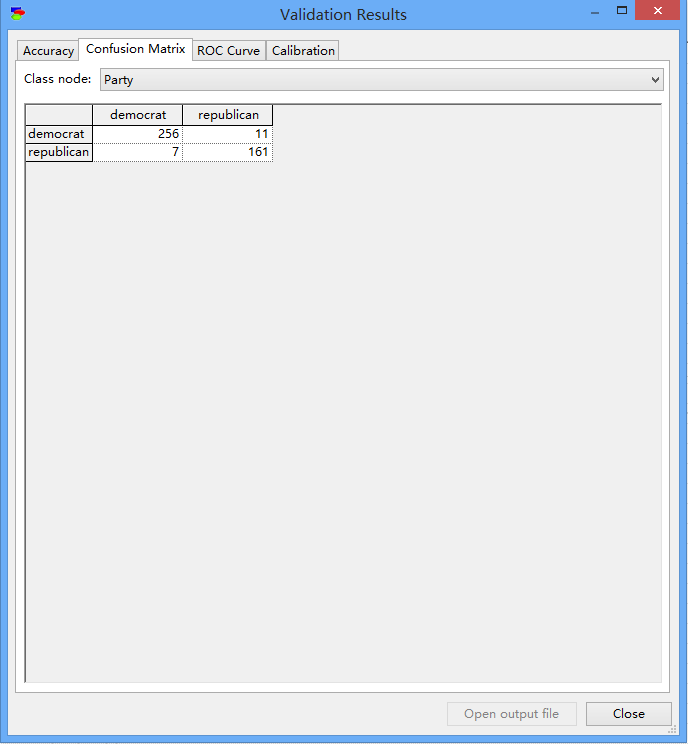 Validation Results
Accuracy Confusion Matrix ROC Curve Calibration
Class node: Party
democrat republican
democrat 256 11
republican 7 161
Open output file Close